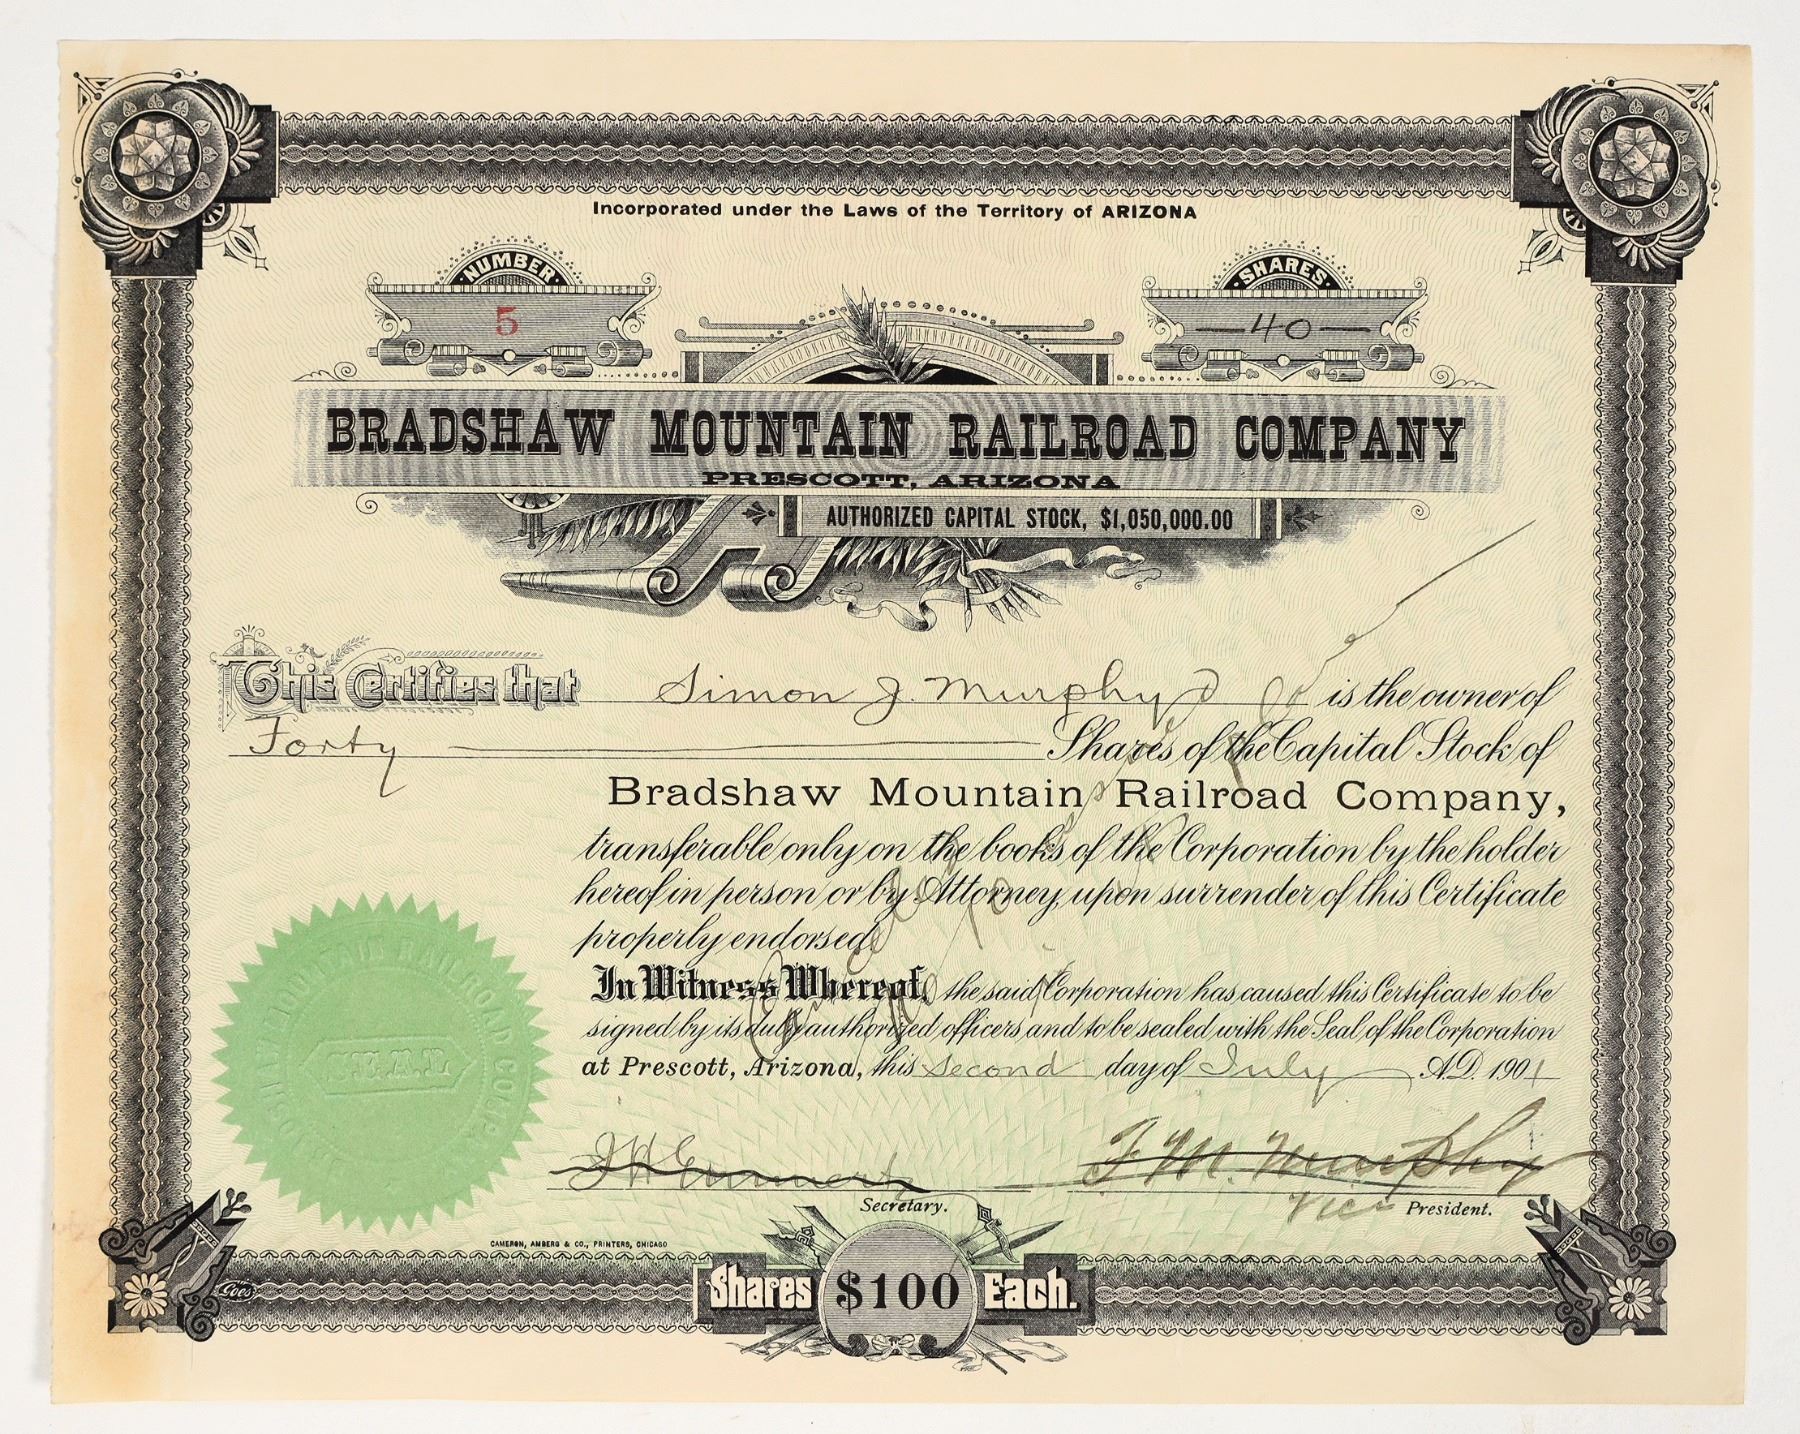 Incorporated under the Laws of the Territory of ARIZONA
NUMBER
5
SHARES
40
BRADSHAW MOUNTAIN RAILROAD COMPANY
PRESCOTT, ARIZONA
AUTHORIZED CAPITAL STOCK, $1,050,000.00
This Certifies that Simon J. Murphy is the owner of
Forty Shares of the Capital Stock of
Bradshaw Mountain Railroad Company,
transferable only on the books of the Corporation by the holder
hereof in person or by Attorney, upon surrender of this Certificate
properly endorsed.
In Witness Whereof, the said Corporation has caused this Certificate to be
signed by its duly authorized officers and to be sealed with the Seal of the Corporation
at Prescott, Arizona, this second day of July A.D. 1901
J H Emmert F. M. Murphy
Secretary. Vice President.
CAMERON, AMBERG & CO., PRINTERS, CHICAGO
Goes
Shares $100 Each.